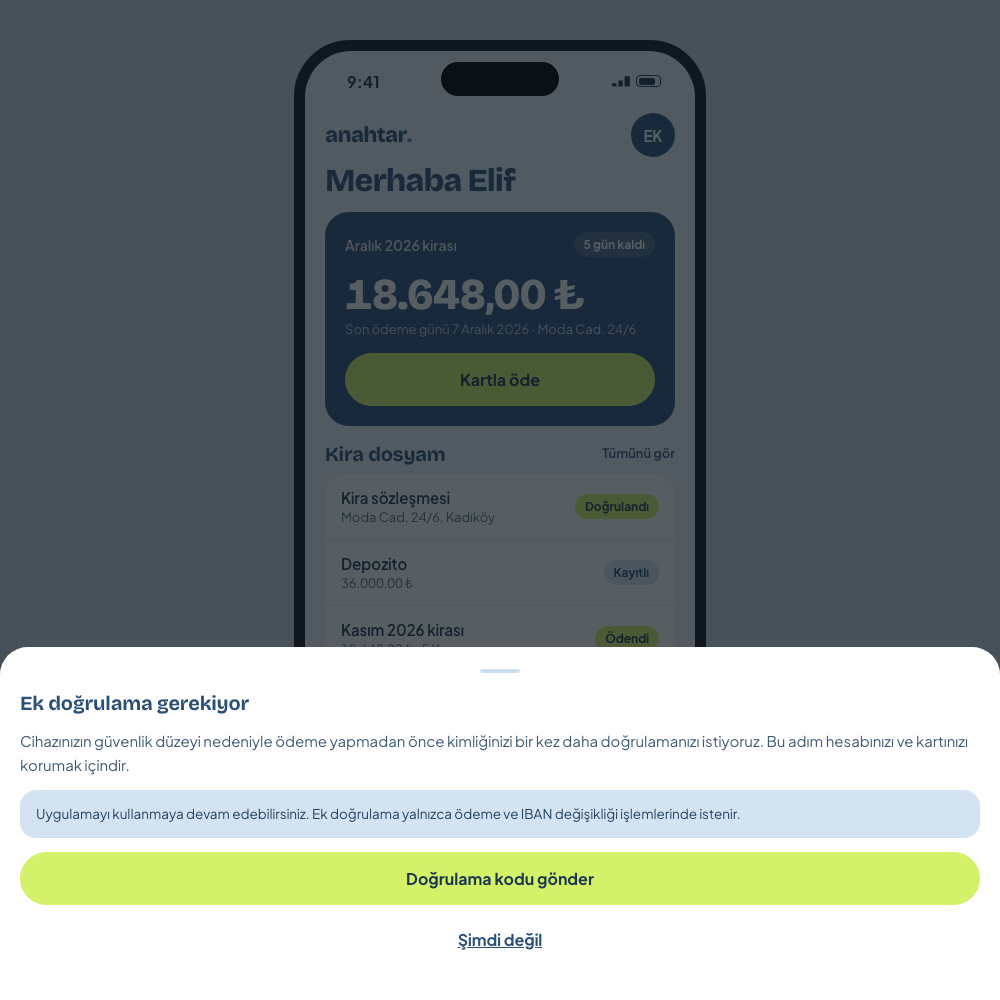 9:41
anahtar.
EK
Merhaba Elif
Aralık 2026 kirası
5 gün kaldı
18.648,00 ₺
Son ödeme günü 7 Aralık 2026 · Moda Cad. 24/6
Kartla öde
Kira dosyam
Tümünü gör
Kira sözleşmesi
Moda Cad. 24/6, Kadıköy
Doğrulandı
Depozito
36.000,00 ₺
Kayıtlı
Kasım 2026 kirası
Ödendi
Ek doğrulama gerekiyor
Cihazınızın güvenlik düzeyi nedeniyle ödeme yapmadan önce kimliğinizi bir kez daha doğrulamanızı istiyoruz. Bu adım hesabınızı ve kartınızı
korumak içindir.
Uygulamayı kullanmaya devam edebilirsiniz. Ek doğrulama yalnızca ödeme ve IBAN değişikliği işlemlerinde istenir.
Doğrulama kodu gönder
Şimdi değil